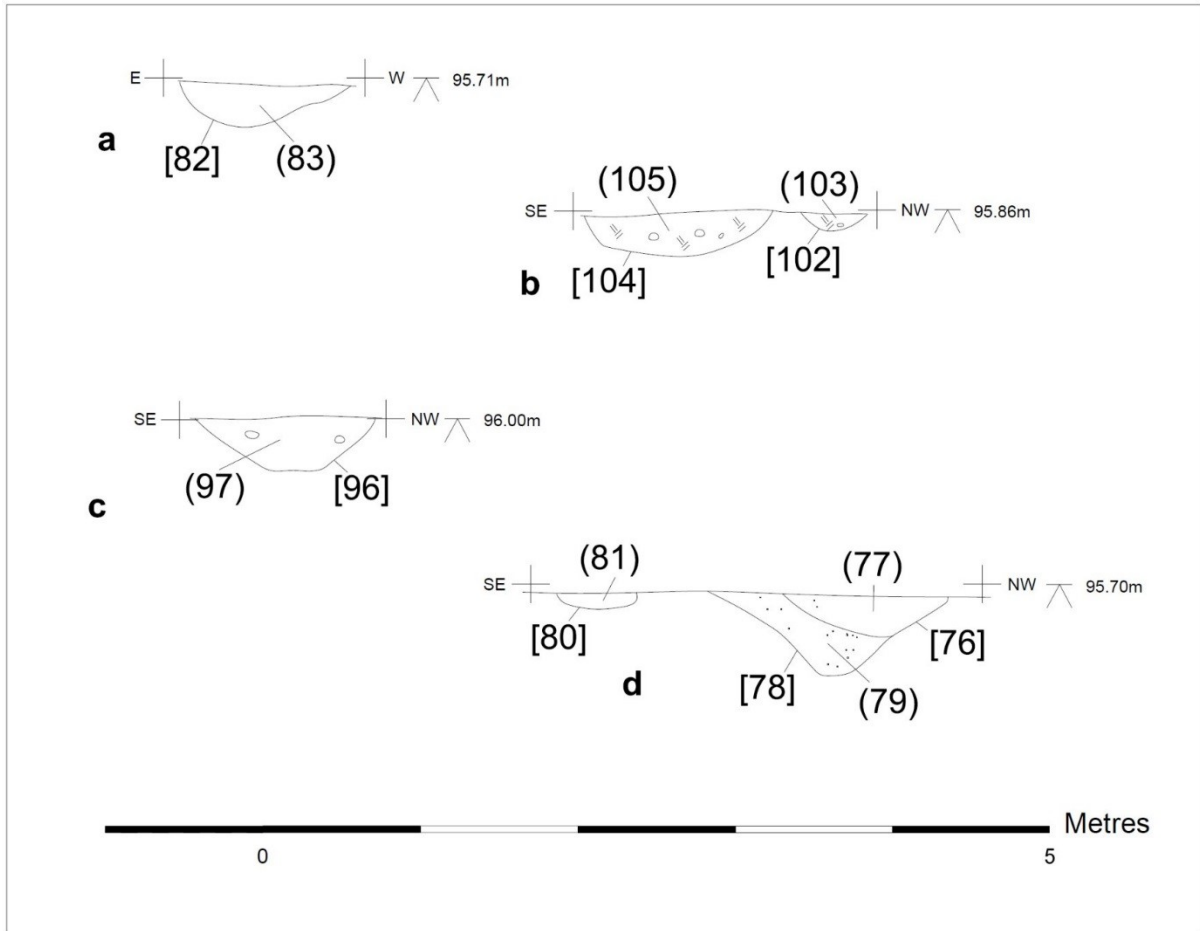 E W 95.71m
a
[82] (83)
(105) (103)
SE NW 95.86m
[102]
b [104]
SE NW 96.00m
(97) [96]
c
(81) (77)
SE NW 95.70m
[80] [76]
d [78] (79)
Metres
0 5